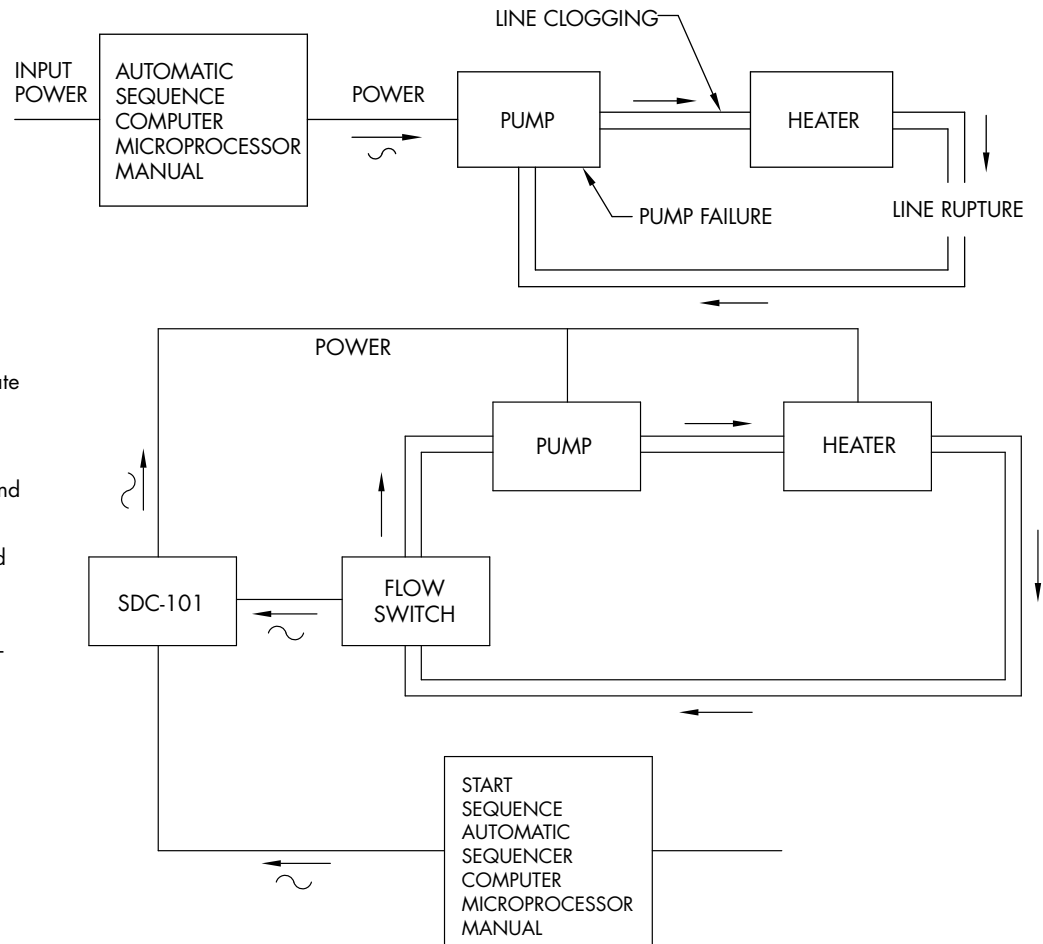 LINE CLOGGING
INPUT
POWER
AUTOMATIC
SEQUENCE
COMPUTER
MICROPROCESSOR
MANUAL
POWER
PUMP
HEATER
PUMP FAILURE
LINE RUPTURE
POWER
PUMP
HEATER
SDC-101
FLOW
SWITCH
START
SEQUENCE
AUTOMATIC
SEQUENCER
COMPUTER
MICROPROCESSOR
MANUAL